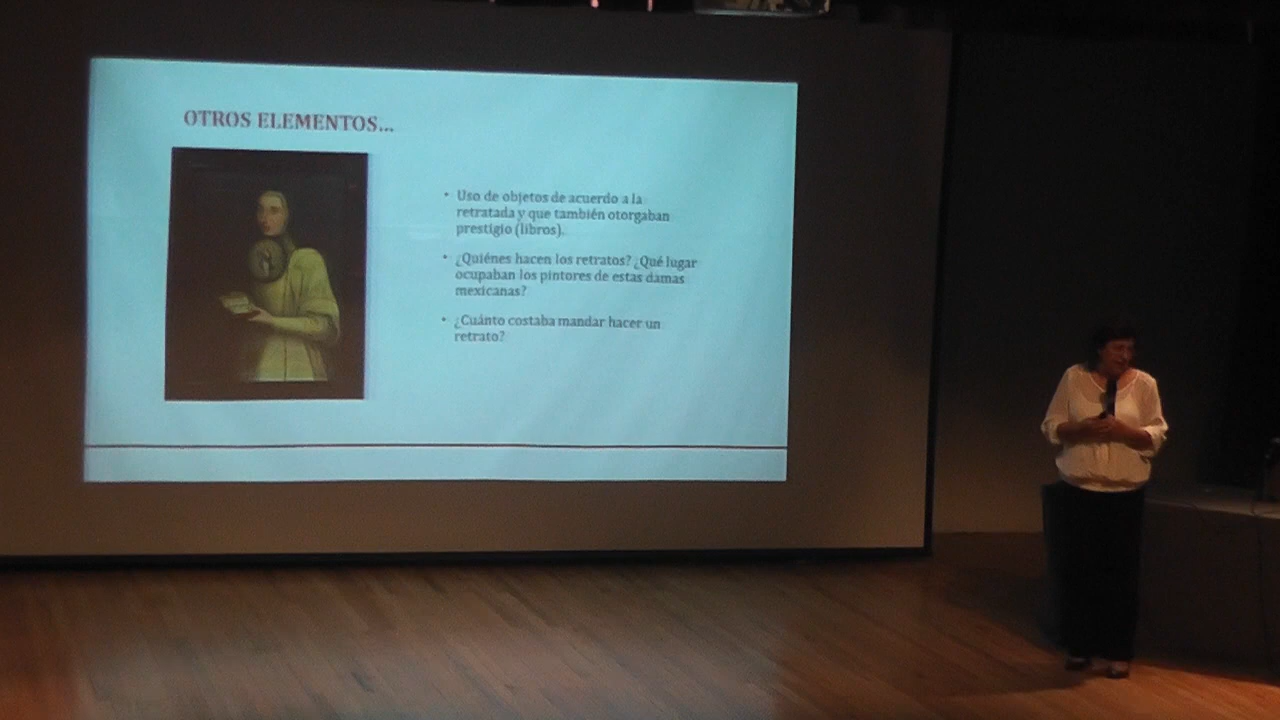 OTROS ELEMENTOS...
• Uso de objetos de acuerdo a la
retratada y que también otorgaban
prestigio (libros).
• ¿Quiénes hacen los retratos? ¿Qué lugar
ocupaban los pintores de estas damas
mexicanas?
• ¿Cuánto costaba mandar hacer un
retrato?